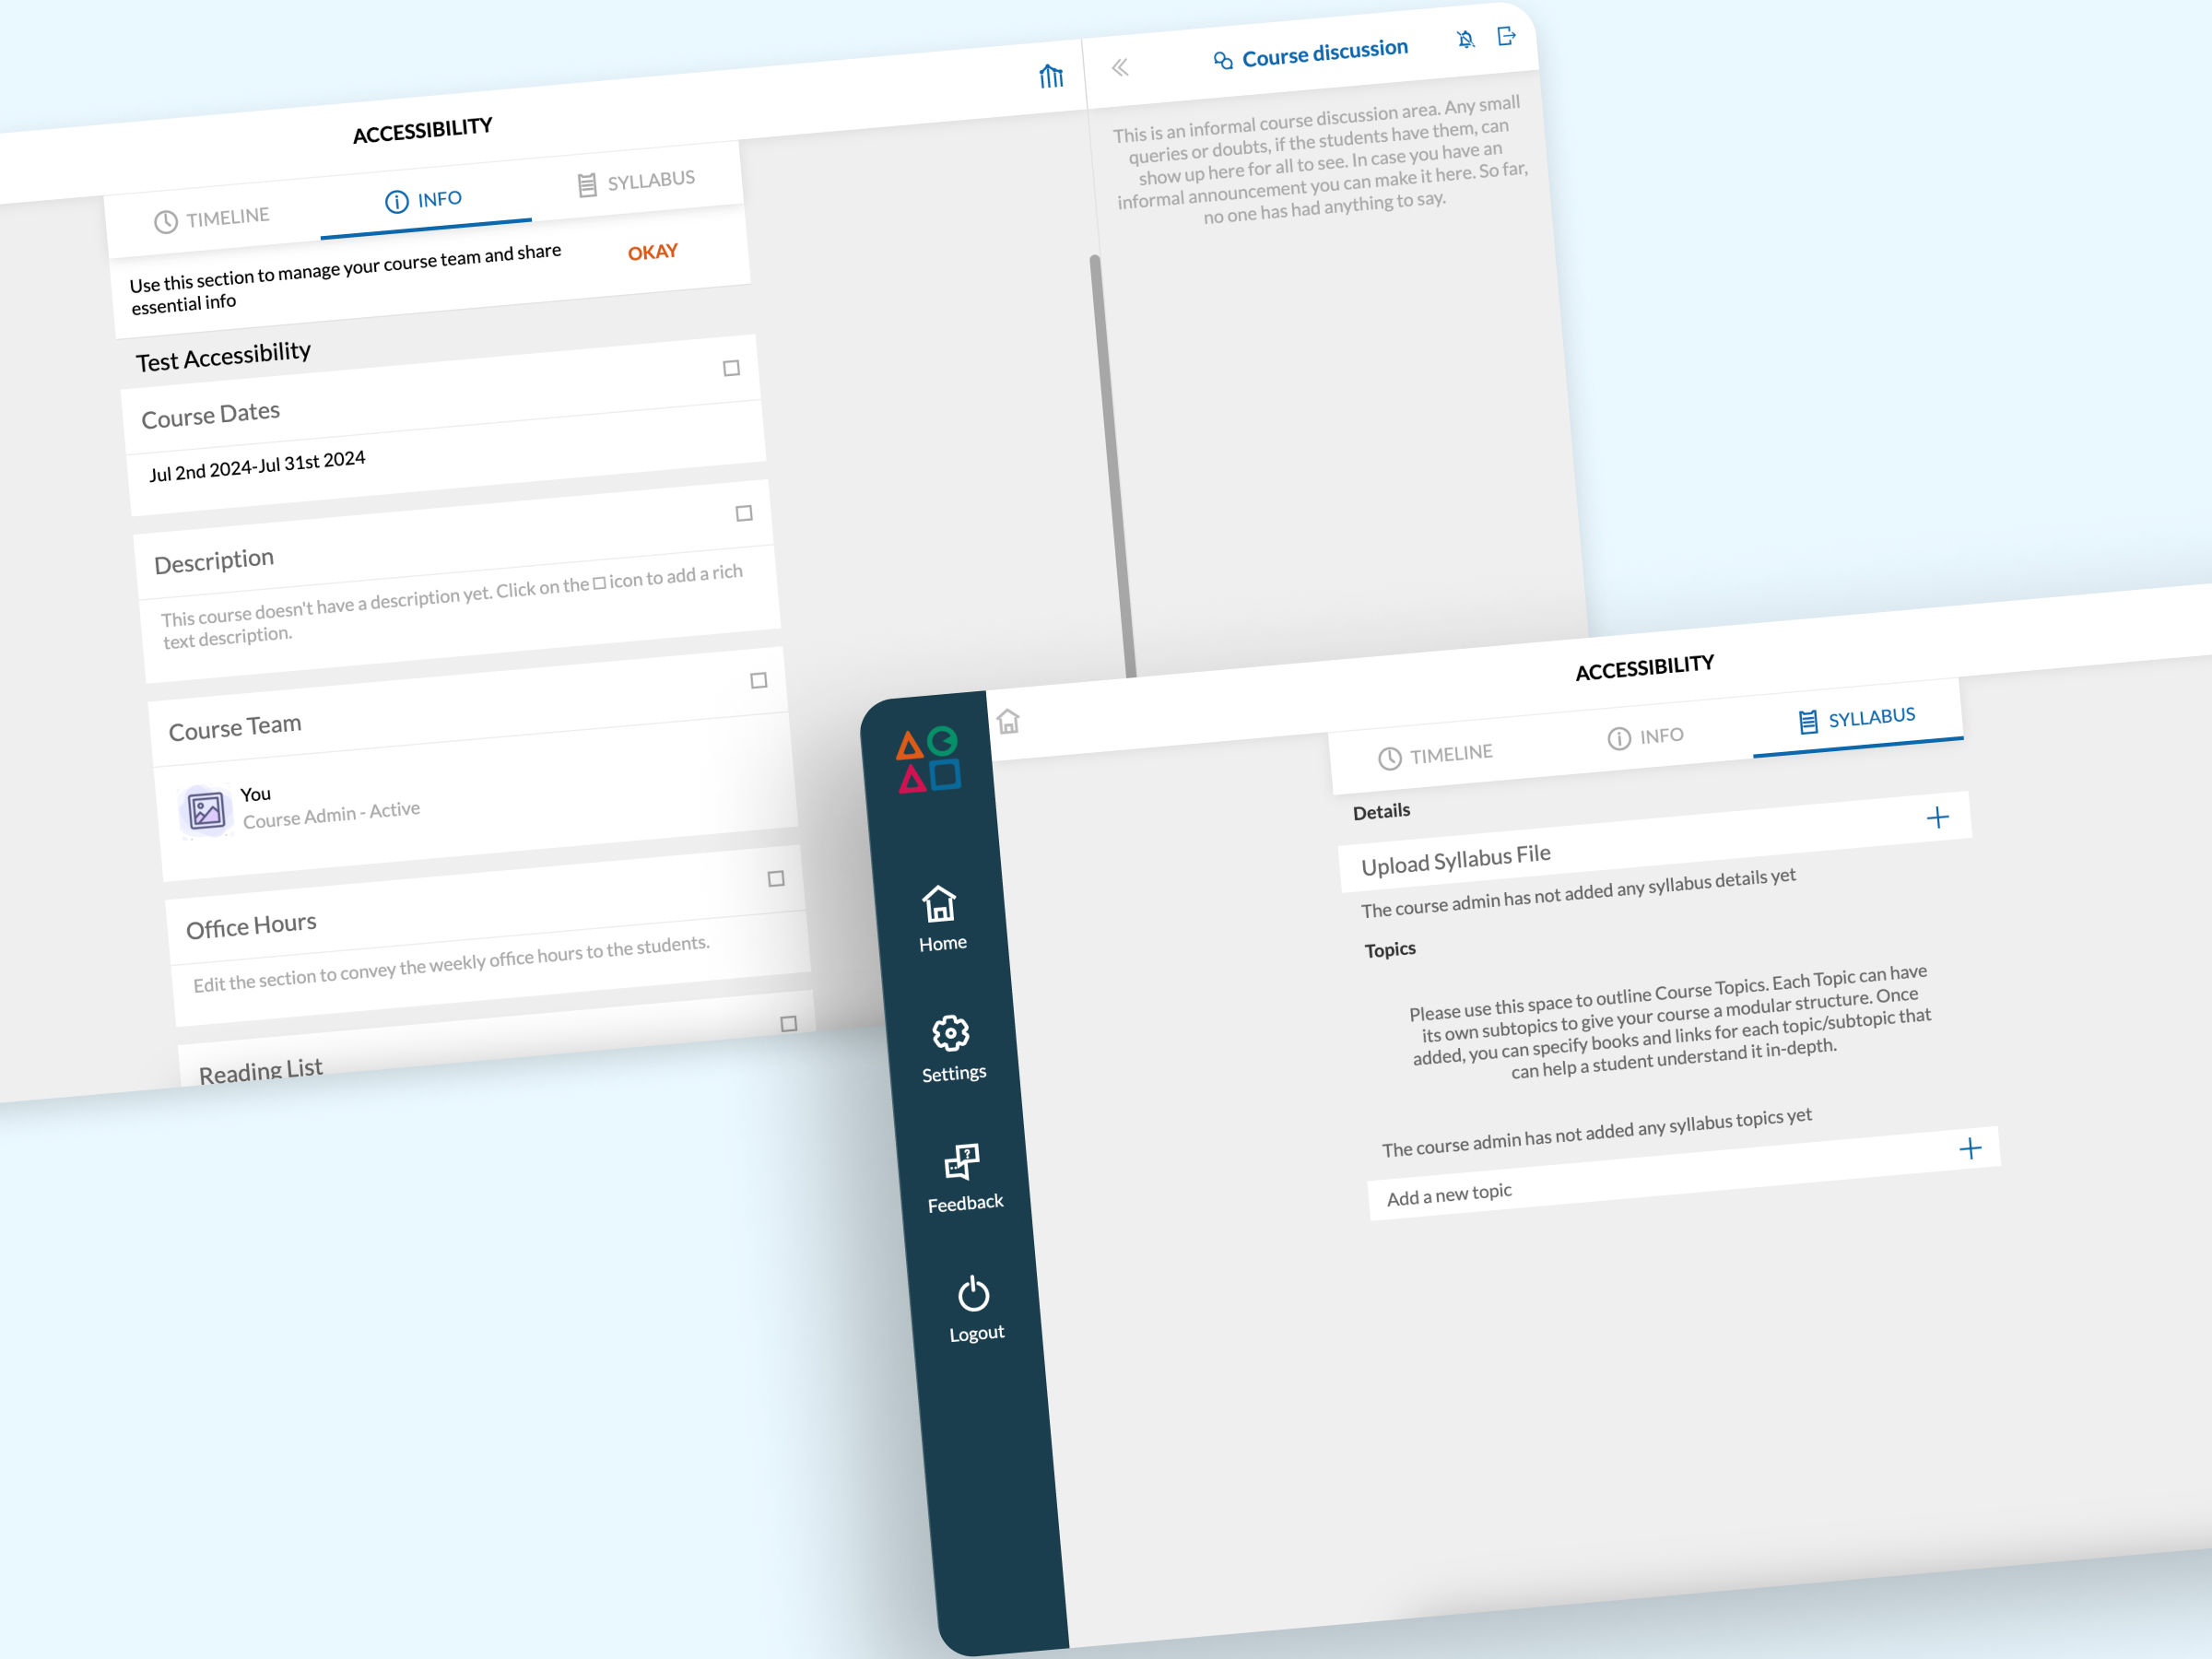 ACCESSIBILITY
TIMELINE
INFO
SYLLABUS
Use this section to manage your course team and share
essential info
OKAY
Test Accessibility
Course Dates
Jul 2nd 2024-Jul 31st 2024
Description
This course doesn't have a description yet. Click on the icon to add a rich
text description.
Course Team
You
Course Admin - Active
Office Hours
Edit the section to convey the weekly office hours to the students.
Reading List
Course discussion
This is an informal course discussion area. Any small
queries or doubts, if the students have them, can
show up here for all to see. In case you have an
informal announcement you can make it here. So far,
no one has had anything to say.
Home
Settings
Feedback
Logout
ACCESSIBILITY
TIMELINE
INFO
SYLLABUS
Details
Upload Syllabus File
The course admin has not added any syllabus details yet
Topics
Please use this space to outline Course Topics. Each Topic can have
its own subtopics to give your course a modular structure. Once
added, you can specify books and links for each topic/subtopic that
can help a student understand it in-depth.
The course admin has not added any syllabus topics yet
Add a new topic